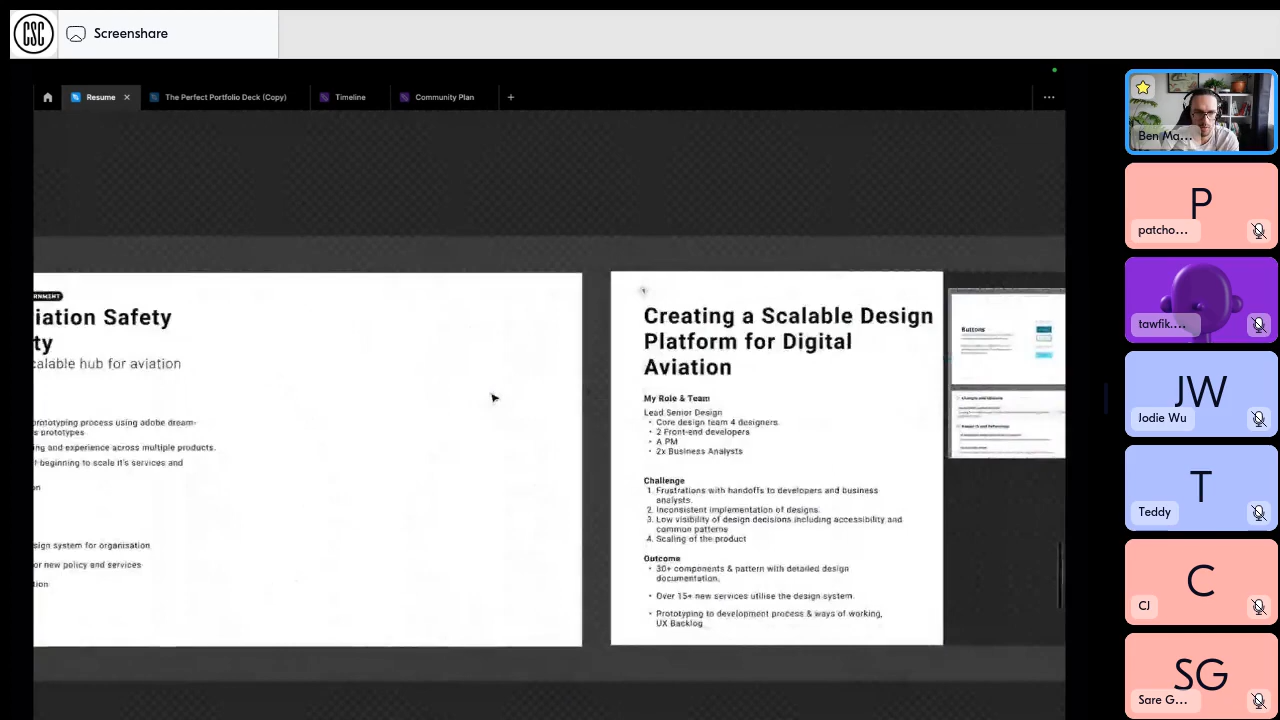 CSC
Screenshare
Resume
The Perfect Portfolio Deck (Copy)
Timeline
Community Plan
RNMENT
iation Safety
ty
calable hub for aviation
prototyping process using adobe dream-
s prototypes
ing and experience across multiple products.
f beginning to scale it's services and
on
sign system for organisation
or new policy and services
tion
Creating a Scalable Design
Platform for Digital
Aviation
My Role & Team
Lead Senior Design
• Core design team 4 designers.
• 2 Front-end developers
• A PM
• 2x Business Analysts
Challenge
1. Frustrations with handoffs to developers and business
analysts.
2. Inconsistent implementation of designs.
3. Low visibility of design decisions including accessibility and
common patterns
4. Scaling of the product
Outcome
• 30+ components & pattern with detailed design
documentation.
• Over 15+ new services utilise the design system.
• Prototyping to development process & ways of working,
UX Backlog
Buttons
Ben Ma...
P
patcho...
tawfik....
JW
Jodie Wu
T
Teddy
C
CJ
SG
Sare G...